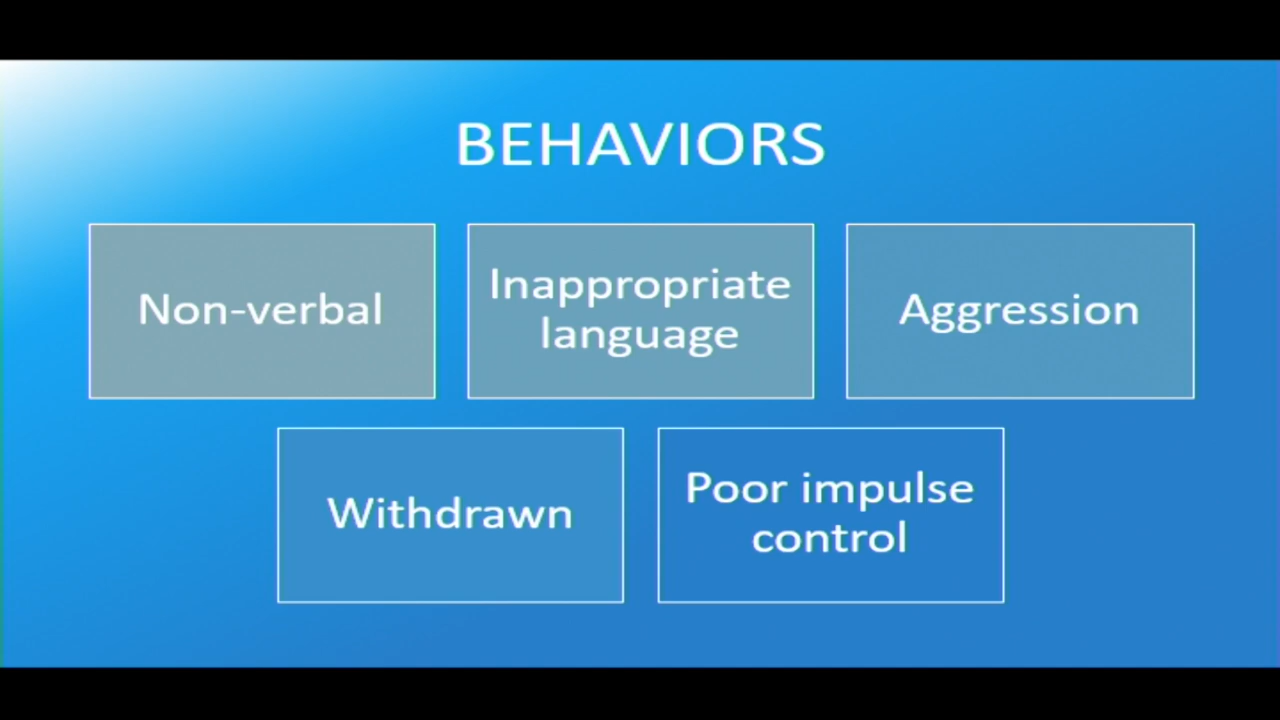 BEHAVIORS
Non-verbal
Inappropriate
language
Aggression
Withdrawn
Poor impulse
control